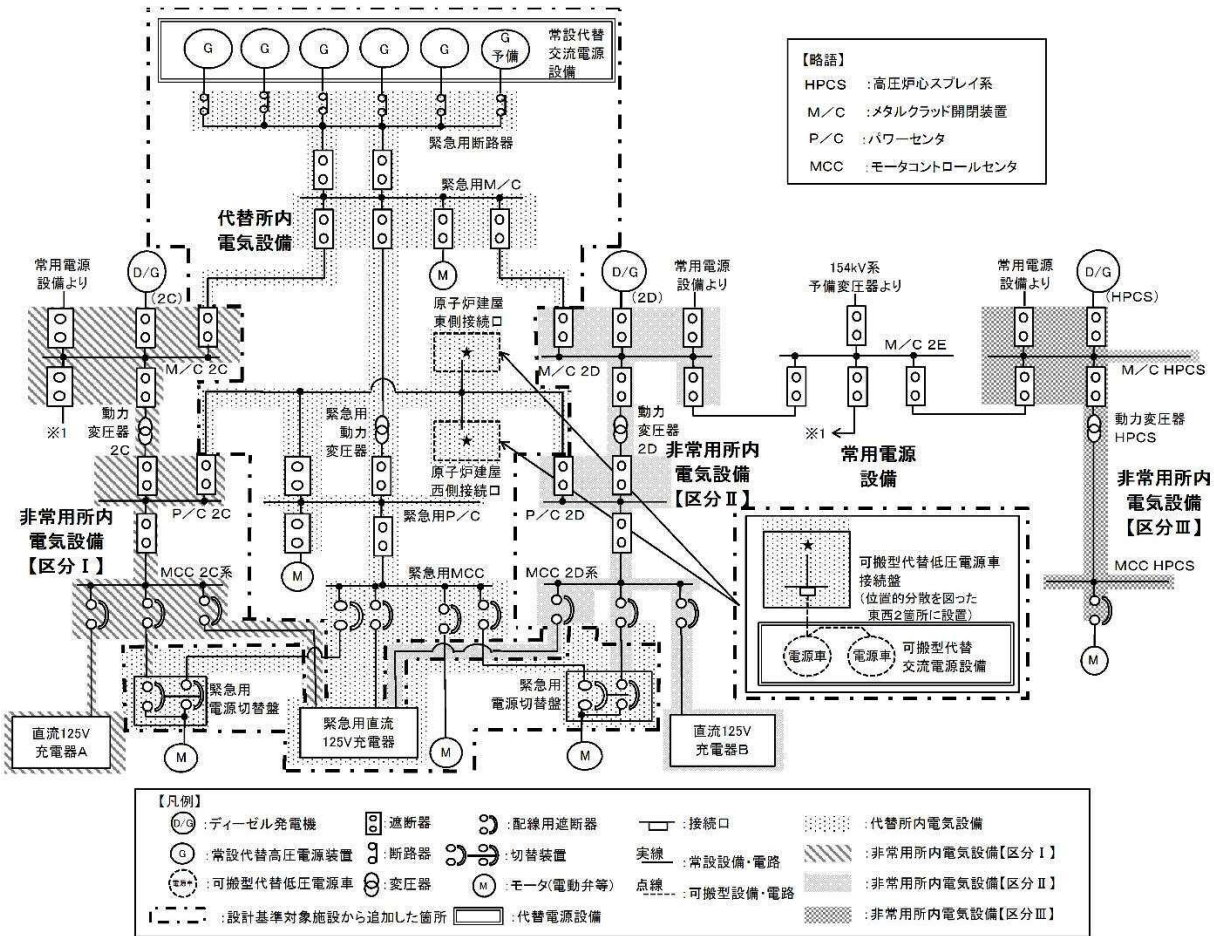 G
G
G
G
G
G
予備
常設代替
交流電源
設備
緊急用断路器
緊急用M/C
代替所内
電気設備
M
【略語】
HPCS :高圧炉心スプレイ系
M/C :メタルクラッド開閉装置
P/C :パワーセンタ
MCC :モータコントロールセンタ
常用電源
設備より
D/G
(2C)
M/C 2C
※1
動力
変圧器
2C
P/C 2C
非常用所内
電気設備
【区分Ⅰ】
MCC 2C系
原子炉建屋
東側接続口
★
★
原子炉建屋
西側接続口
緊急用
動力
変圧器
緊急用P/C
M
緊急用MCC
D/G
(2D)
常用電源
設備より
M/C 2D
動力
変圧器
2D
P/C 2D
非常用所内
電気設備
【区分Ⅱ】
MCC 2D系
154kV系
予備変圧器より
M/C 2E
※1
常用電源
設備
常用電源
設備より
D/G
(HPCS)
M/C HPCS
動力変圧器
HPCS
非常用所内
電気設備
【区分Ⅲ】
MCC HPCS
M
★
可搬型代替低圧電源車
接続盤
(位置的分散を図った
東西2箇所に設置)
電源車
電源車
可搬型代替
交流電源設備
直流125V
充電器A
緊急用
電源切替盤
M
緊急用直流
125V充電器
M
緊急用
電源切替盤
M
直流125V
充電器B
【凡例】
D/G :ディーゼル発電機
:遮断器
:配線用遮断器
:接続口
:代替所内電気設備
G :常設代替高圧電源装置
:断路器
:切替装置
実線 :常設設備・電路
:非常用所内電気設備【区分Ⅰ】
電源車 :可搬型代替低圧電源車
:変圧器
M :モータ(電動弁等)
点線 :可搬型設備・電路
:非常用所内電気設備【区分Ⅱ】
:設計基準対象施設から追加した箇所
:代替電源設備
:非常用所内電気設備【区分Ⅲ】